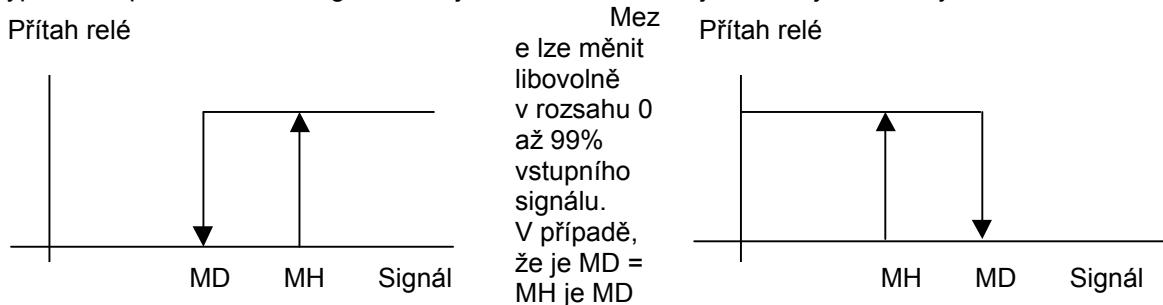 Přítah relé
MD MH Signál
Mez
e lze měnit
libovolně
v rozsahu 0
až 99%
vstupního
signálu.
V případě,
že je MD =
MH je MD
Přítah relé
MH MD Signál